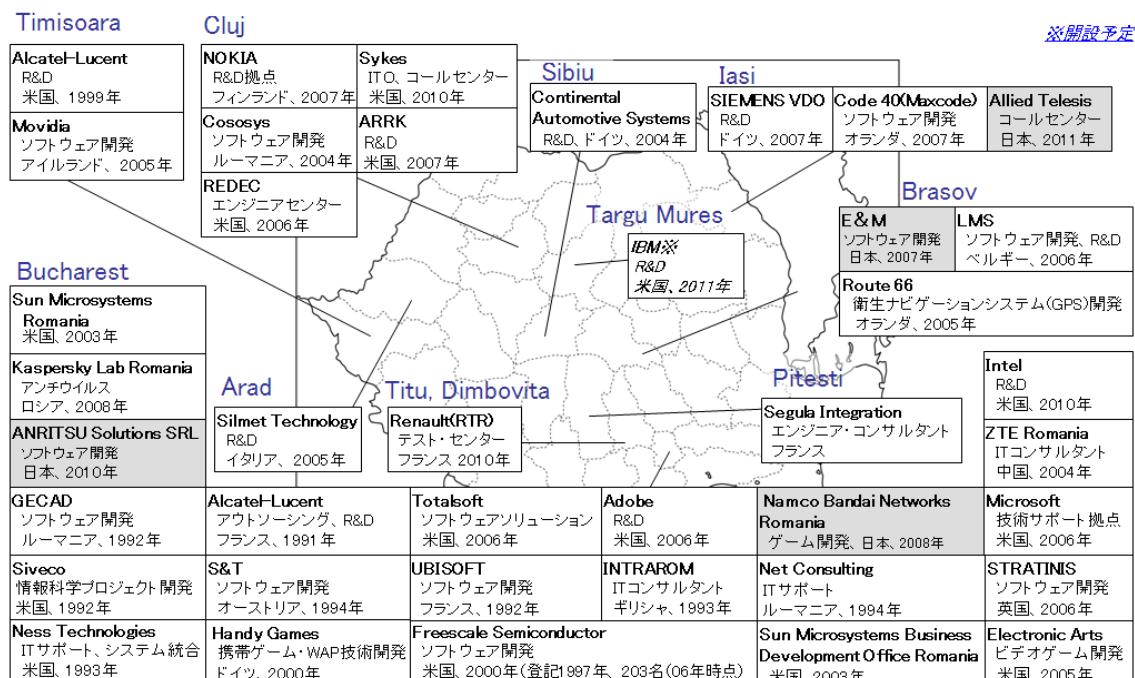 Timisoara
Alcatel-Lucent
R&D
米国、1999年
Movidia
ソフトウェア開発
アイルランド、2005年
Cluj
NOKIA
R&D拠点
フィンランド、2007年
Sykes
ITO、コールセンター
米国、2010年
Cososys
ソフトウェア開発
ルーマニア、2004年
ARRK
R&D
米国、2007年
REDEC
エンジニアセンター
米国、2006年
Sibiu
Continental
Automotive Systems
R&D、ドイツ、2004年
Iasi
SIEMENS VDO
R&D
ドイツ、2007年
Code 40(Maxcode)
ソフトウェア開発
オランダ、2007年
Allied Telesis
コールセンター
日本、2011年
※開設予定
Targu Mures
IBM※
R&D
米国、2011年
Brasov
E&M
ソフトウェア開発
日本、2007年
LMS
ソフトウェア開発、R&D
ベルギー、2006年
Route 66
衛生ナビゲーションシステム(GPS)開発
オランダ、2005年
Arad
Silmet Technology
R&D
イタリア、2005年
Titu, Dimbovita
Renault(RTR)
テスト・センター
フランス 2010年
Pitesti
Segula Integration
エンジニア・コンサルタント
フランス
Bucharest
Sun Microsystems
Romania
米国、2003年
Kaspersky Lab Romania
アンチウイルス
ロシア、2008年
ANRITSU Solutions SRL
ソフトウェア開発
日本、2010年
Intel
R&D
米国、2010年
ZTE Romania
ITコンサルタント
中国、2004年
GECAD
ソフトウェア開発
ルーマニア、1992年
Alcatel-Lucent
アウトソーシング、R&D
フランス、1991年
Totalsoft
ソフトウェアソリューション
米国、2006年
Adobe
R&D
米国、2006年
Namco Bandai Networks
Romania
ゲーム開発、日本、2008年
Microsoft
技術サポート拠点
米国、2006年
Siveco
情報科学プロジェクト開発
米国、1992年
S&T
ソフトウェア開発
オーストリア、1994年
UBISOFT
ソフトウェア開発
フランス、1992年
INTRAROM
ITコンサルタント
ギリシャ、1993年
Net Consulting
ITサポート
ルーマニア、1994年
STRATINIS
ソフトウェア開発
英国、2006年
Ness Technologies
ITサポート、システム統合
米国、1993年
Handy Games
携帯ゲーム・WAP技術開発
ドイツ、2000年
Freescale Semiconductor
ソフトウェア開発
米国、2000年(登記1997年、203名(06年時点)
Sun Microsystems Business
Development Office Romania
米国、2003年
Electronic Arts
ビデオゲーム開発
米国、2005年